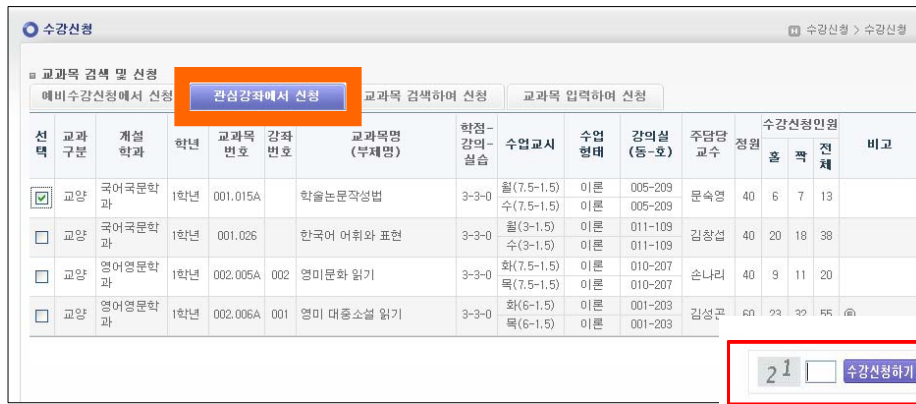 수강신청
수강신청 > 수강신청
교과목 검색 및 신청
예비수강신청에서 신청 관심강좌에서 신청 교과목 검색하여 신청 교과목 입력하여 신청
선택 교과구분 개설학과 학년 교과목번호 강좌번호 교과목명(부제명) 학점-강의-실습 수업교시 수업형태 강의실(동-호) 주담당교수 정원 수강신청인원 홀 짝 전체 비고
교양 국어국문학과 1학년 001.015A 학술논문작성법 3-3-0 월(7.5-1.5) 이론 005-209 문숙영 40 6 7 13
수(7.5-1.5) 이론 005-209
교양 국어국문학과 1학년 001.026 한국어 어휘와 표현 3-3-0 월(3-1.5) 이론 011-109 김창섭 40 20 18 38
수(3-1.5) 이론 011-109
교양 영어영문학과 1학년 002.005A 002 영미문화 읽기 3-3-0 화(7.5-1.5) 이론 010-207 손나리 40 9 11 20
목(7.5-1.5) 이론 010-207
교양 영어영문학과 1학년 002.006A 001 영미 대중소설 읽기 3-3-0 화(6-1.5) 이론 001-203 김성곤 60 23 32 55 ®
목(6-1.5) 이론 001-203
21 수강신청하기